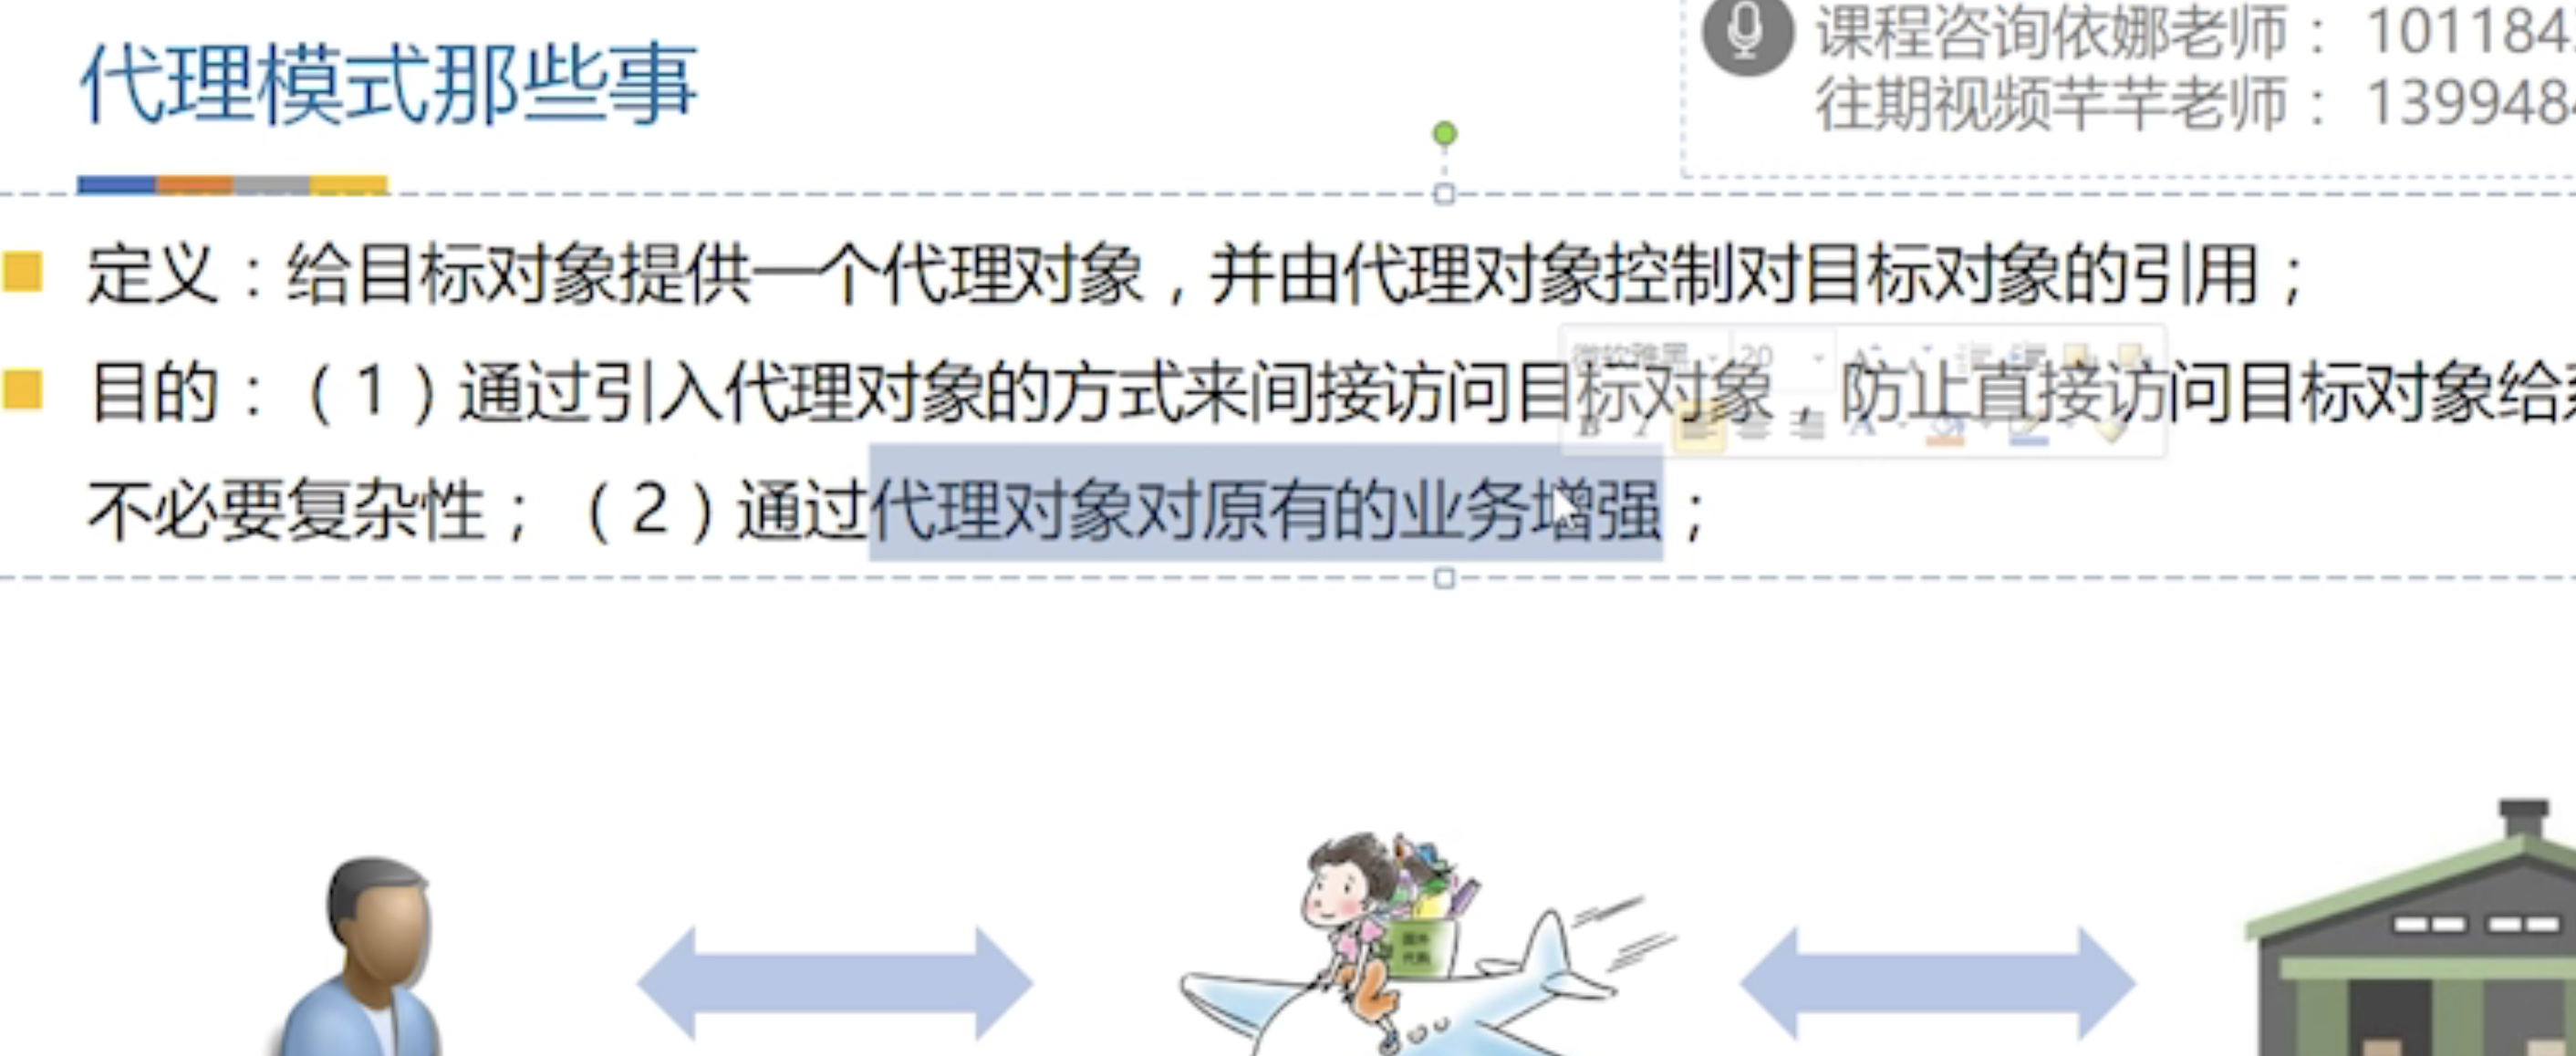 代理模式那些事
课程咨询依娜老师： 101184
往期视频芊芊老师： 139948
定义：给目标对象提供一个代理对象，并由代理对象控制对目标对象的引用；
微软雅黑 20
目的：（1）通过引入代理对象的方式来间接访问目标对象，防止直接访问目标对象给
B I A
不必要复杂性；（2）通过代理对象对原有的业务增强；
国外
代购